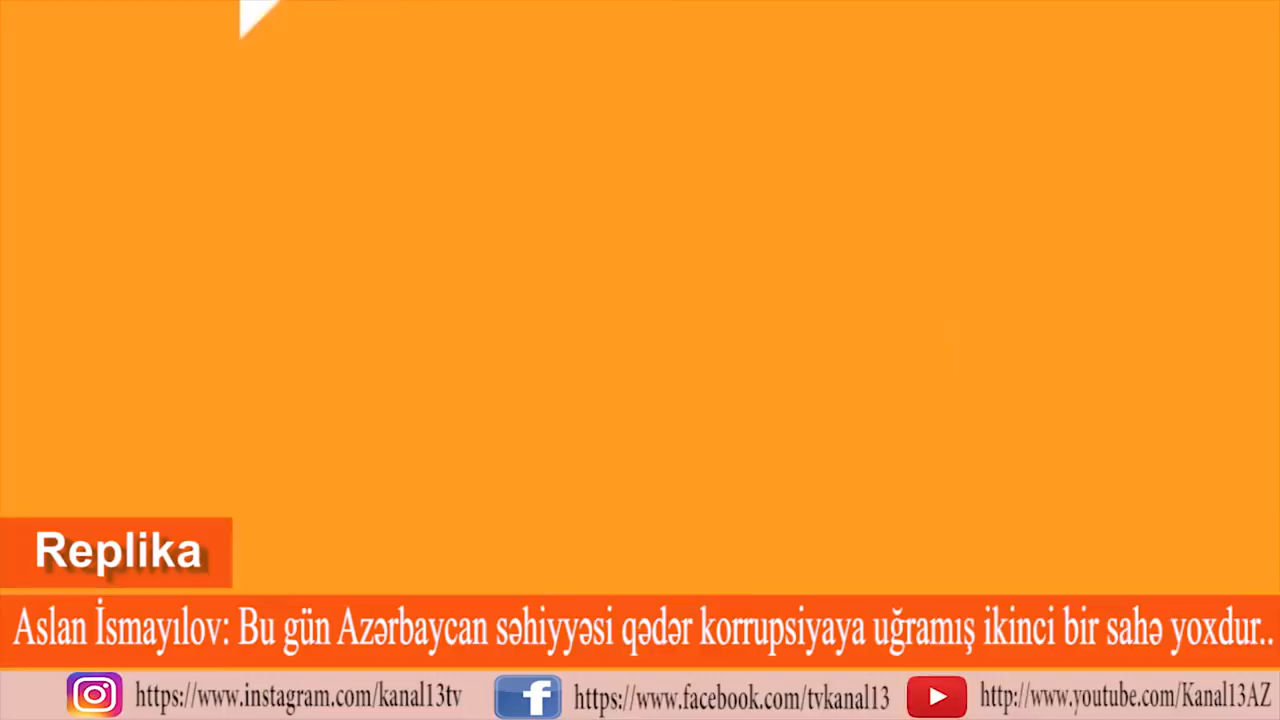 Replika
Aslan İsmayılov: Bu gün Azərbaycan səhiyyəsi qədər korrupsiyaya uğramış ikinci bir sahə yoxdur..
https://www.instagram.com/kanal13tv https://www.facebook.com/tvkanal13 http://www.youtube.com/Kanal13AZ